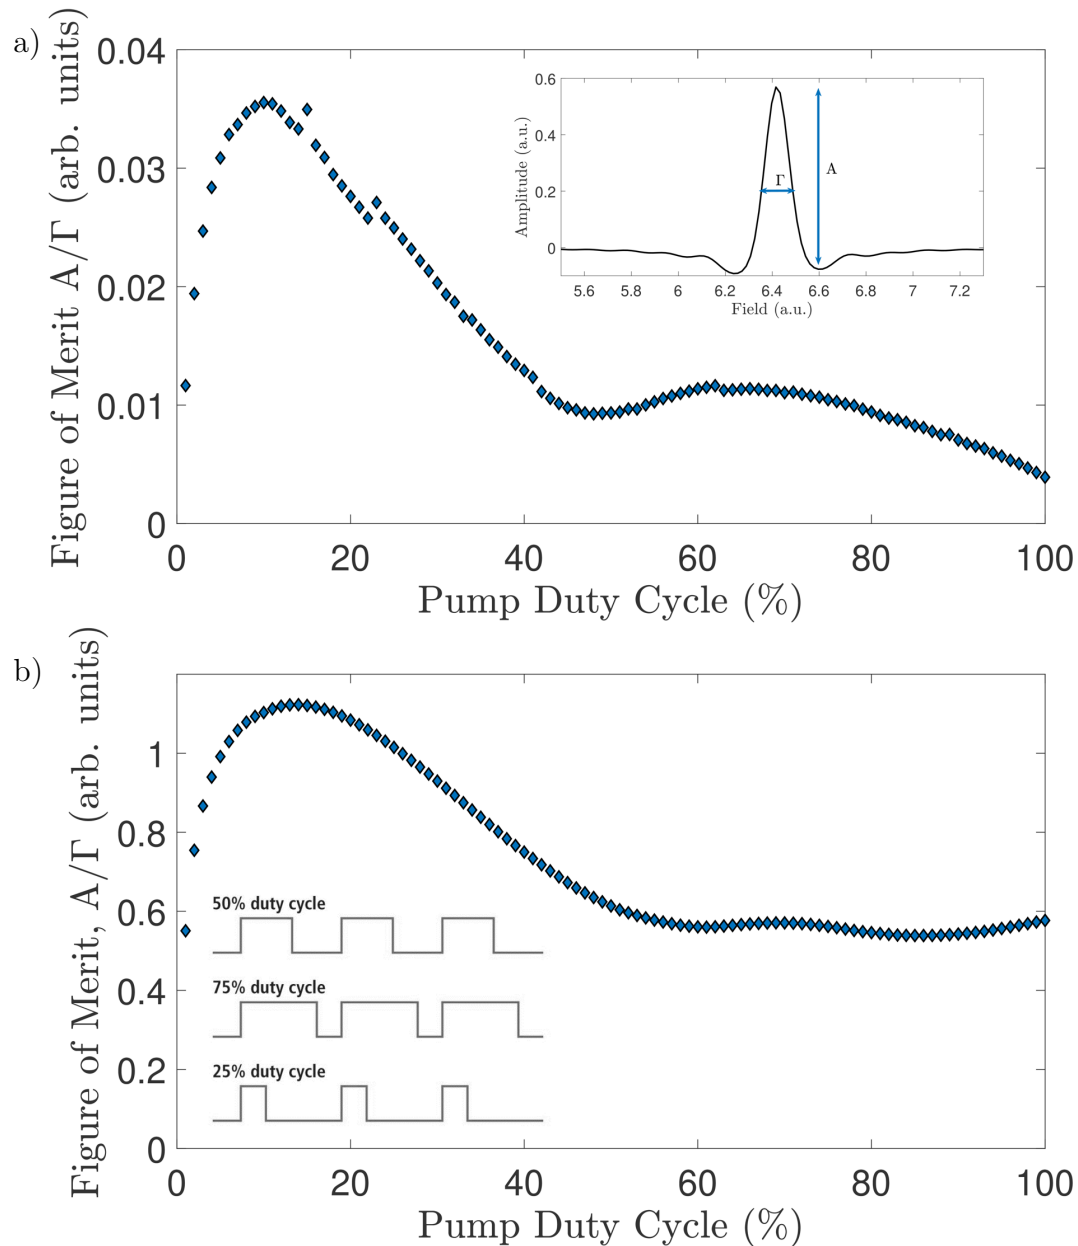 a)
Figure of Merit A/Γ (arb. units)
0.04
0.03
0.02
0.01
0
0 20 40 60 80 100
Pump Duty Cycle (%)
Amplitude (a.u.)
0.6
0.4
0.2
0
Γ
A
5.6 5.8 6 6.2 6.4 6.6 6.8 7 7.2
Field (a.u.)
b)
Figure of Merit, A/Γ (arb. units)
1
0.8
0.6
0.4
0.2
0
50% duty cycle
75% duty cycle
25% duty cycle
0 20 40 60 80 100
Pump Duty Cycle (%)